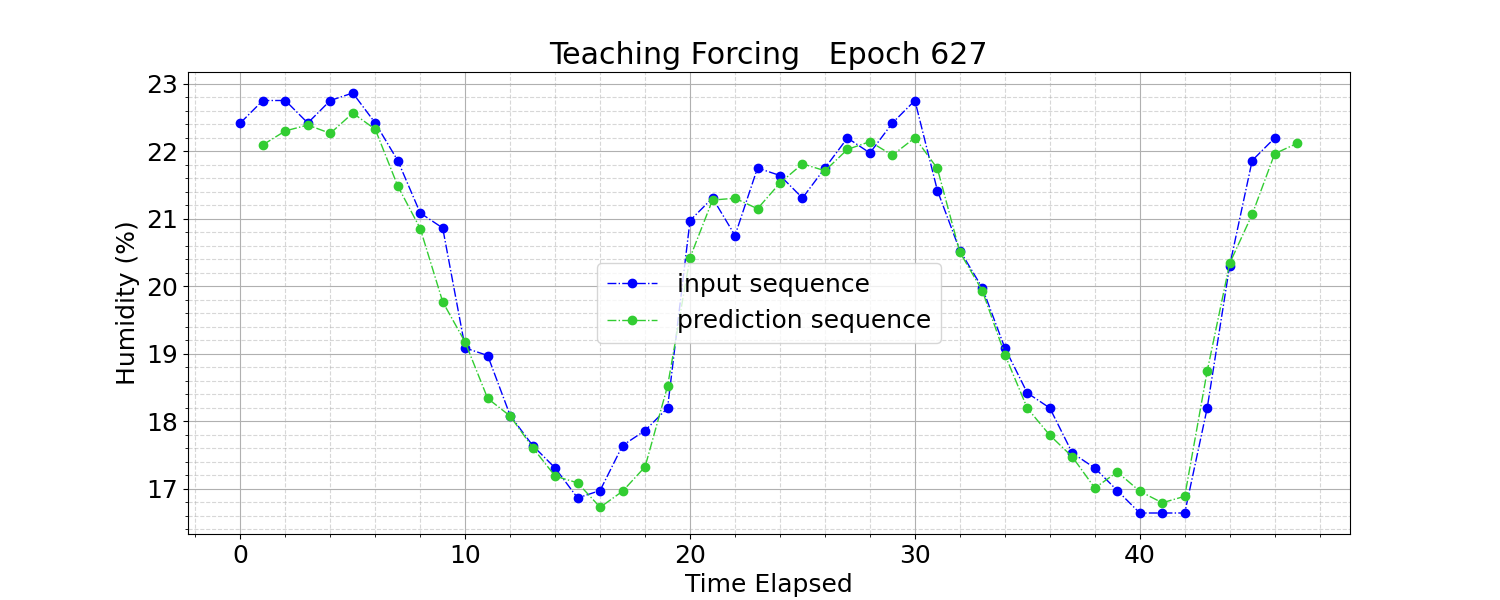 Teaching Forcing   Epoch 627
Humidity (%)
23
22
21
20
19
18
17
input sequence
prediction sequence
0 10 20 30 40
Time Elapsed